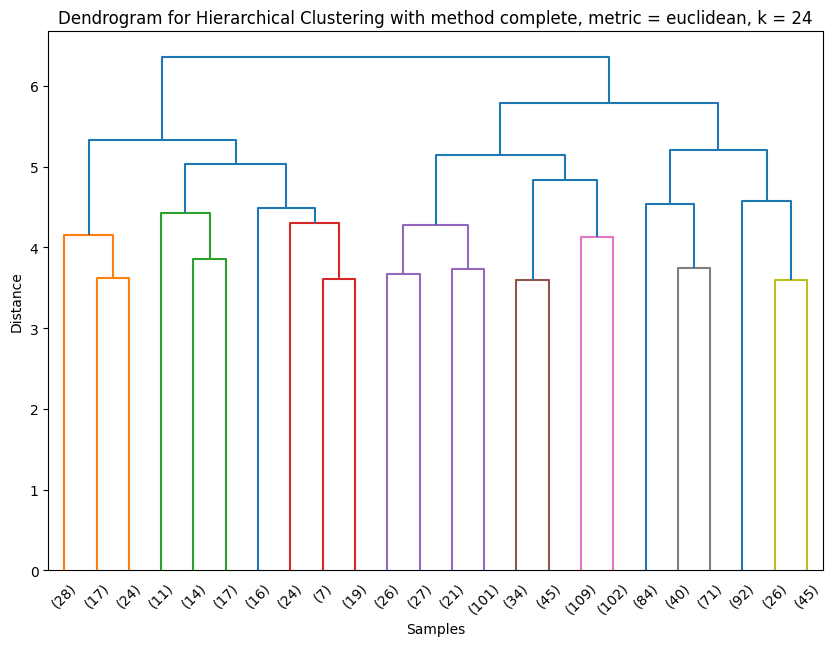 Dendrogram for Hierarchical Clustering with method complete, metric = euclidean, k = 24
6
5
4
3
2
1
0
Distance
(28) (17) (24) (11) (14) (17) (16) (24) (7) (19) (26) (27) (21) (101) (34) (45) (109) (102) (84) (40) (71) (92) (26) (45)
Samples